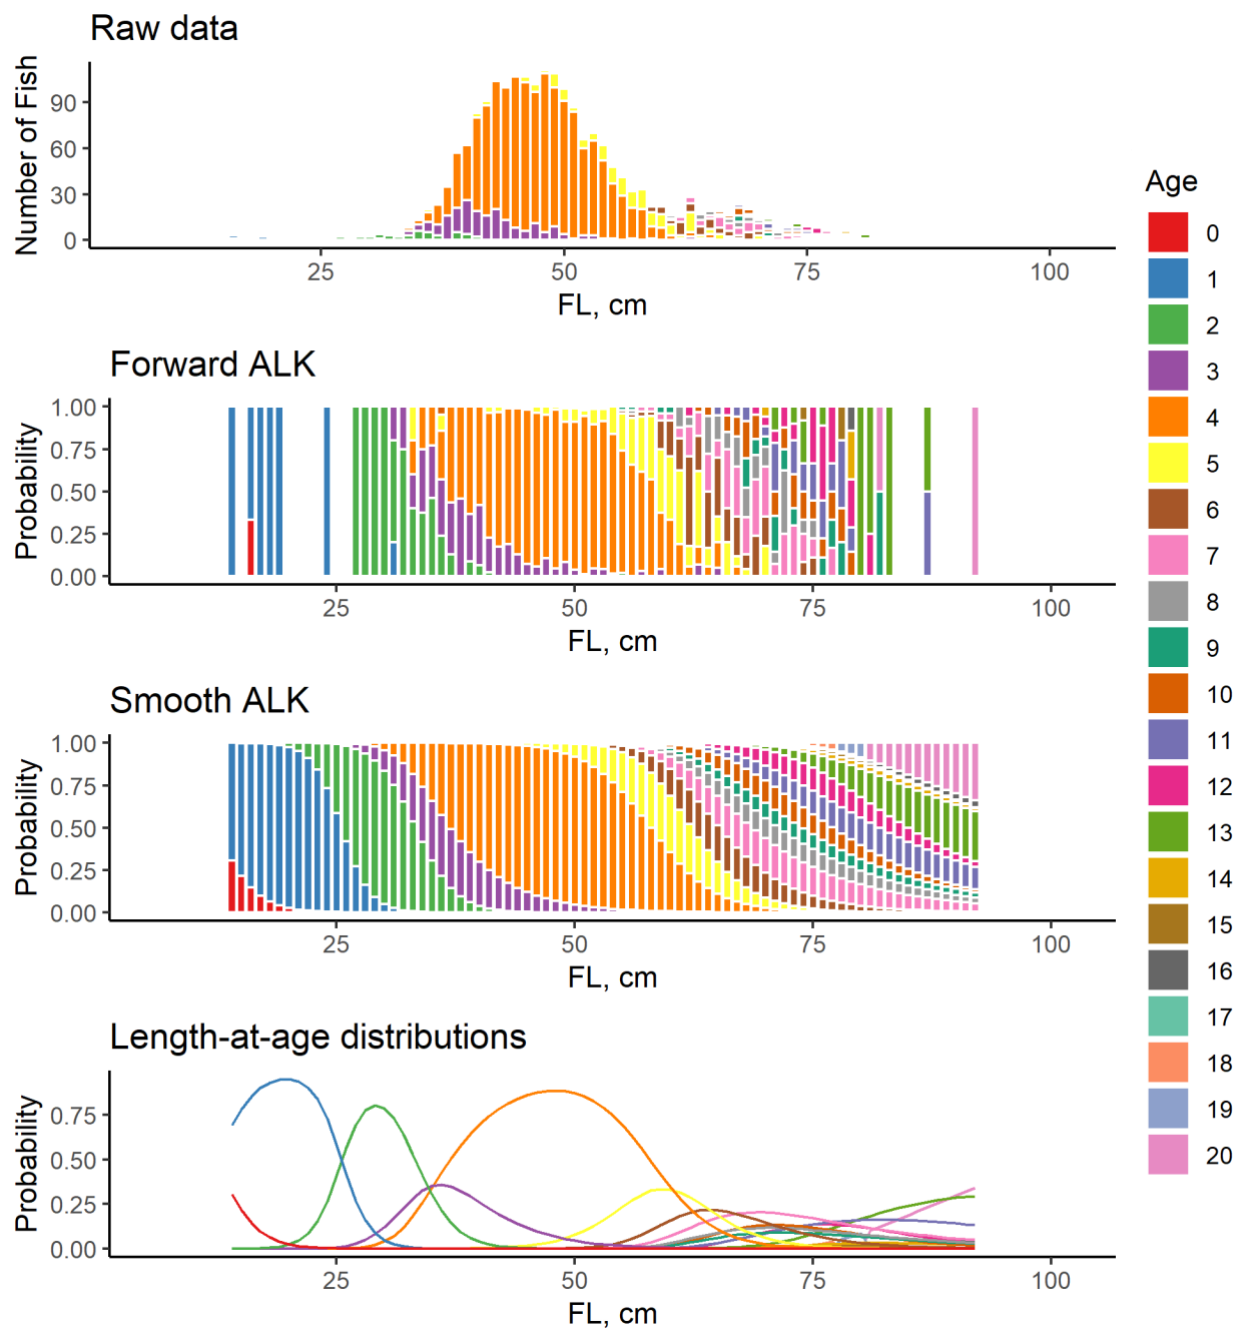 Raw data
Number of Fish
90
60
30
0
25 50 75 100
FL, cm
Forward ALK
Probability
1.00
0.75
0.50
0.25
0.00
25 50 75 100
FL, cm
Smooth ALK
Probability
1.00
0.75
0.50
0.25
0.00
25 50 75 100
FL, cm
Length-at-age distributions
Probability
0.75
0.50
0.25
0.00
25 50 75 100
FL, cm
Age
0
1
2
3
4
5
6
7
8
9
10
11
12
13
14
15
16
17
18
19
20